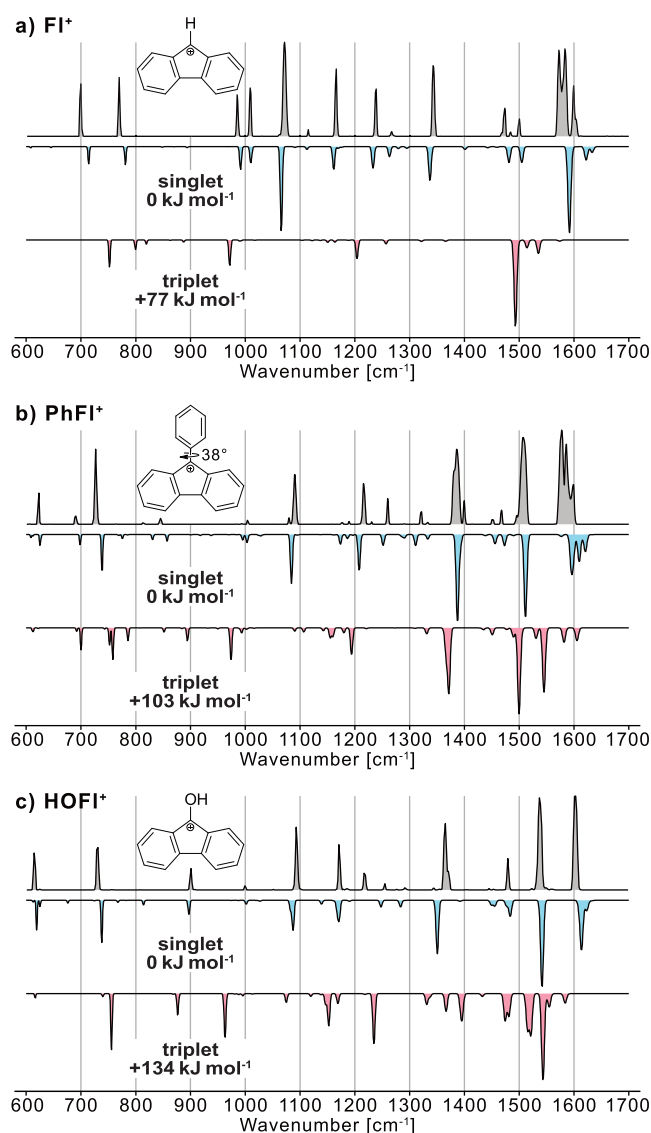 a) Fl⁺
H
⊕
singlet
0 kJ mol⁻¹
triplet
+77 kJ mol⁻¹
600 700 800 900 1000 1100 1200 1300 1400 1500 1600 1700
Wavenumber [cm⁻¹]
b) PhFl⁺
38°
⊕
singlet
0 kJ mol⁻¹
triplet
+103 kJ mol⁻¹
600 700 800 900 1000 1100 1200 1300 1400 1500 1600 1700
Wavenumber [cm⁻¹]
c) HOFl⁺
OH
⊕
singlet
0 kJ mol⁻¹
triplet
+134 kJ mol⁻¹
600 700 800 900 1000 1100 1200 1300 1400 1500 1600 1700
Wavenumber [cm⁻¹]